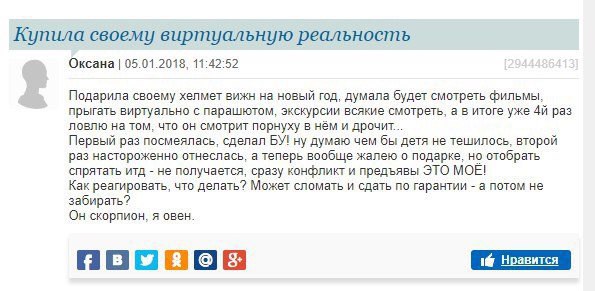 Купила своему виртуальную реальность
Оксана | 05.01.2018, 11:42:52 [2944486413]
Подарила своему хелмет вижн на новый год, думала будет смотреть фильмы,
прыгать виртуально с парашютом, экскурсии всякие смотреть, а в итоге уже 4й раз
ловлю на том, что он смотрит порнуху в нём и дрочит...
Первый раз посмеялась, сделал БУ! ну думаю чем бы детя не тешилось, второй
раз настороженно отнеслась, а теперь вообще жалею о подарке, но отобрать
спрятать итд - не получается, сразу конфликт и предъявы ЭТО МОЁ!
Как реагировать, что делать? Может сломать и сдать по гарантии - а потом не
забирать?
Он скорпион, я овен.
Нравится